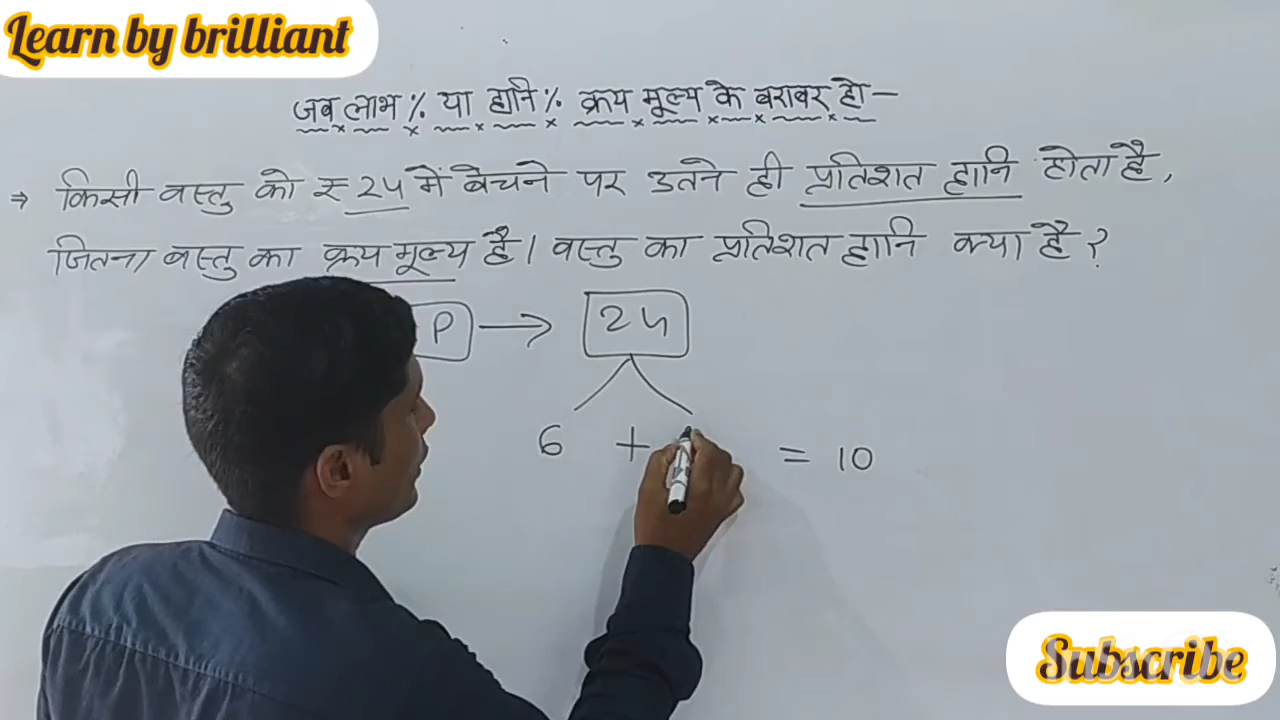 Learn by brilliant
जब लाभ % या हानि % क्रय मूल्य के बराबर हो –
⇒ किसी वस्तु को ₹ 24 में बेचने पर उतने ही प्रतिशत हानि होता है,
जितना वस्तु का क्रय मूल्य है। वस्तु का प्रतिशत हानि क्या है?
P → 24
6 + = 10
Subscribe